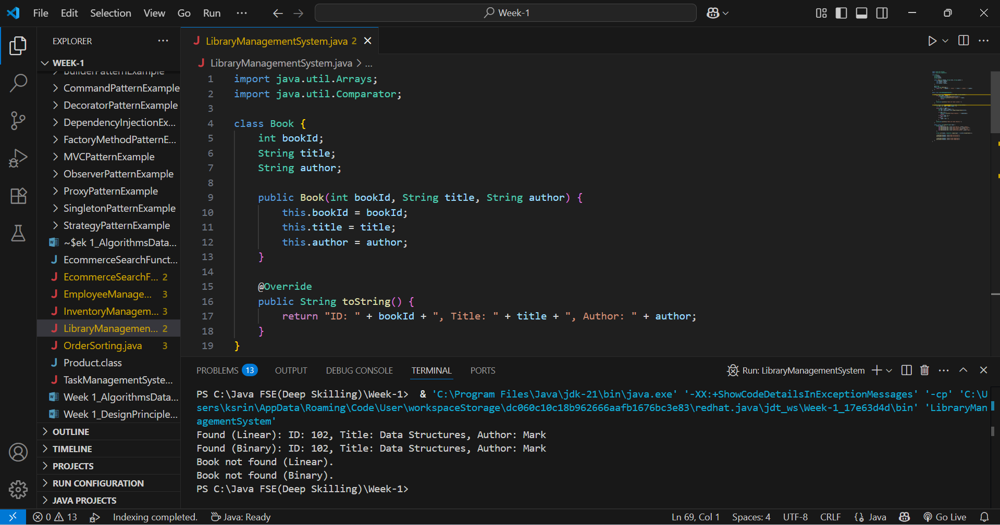 File Edit Selection View Go Run ··· Week-1
EXPLORER ···
WEEK-1
BuilderPatternExample
CommandPatternExample
DecoratorPatternExample
DependencyInjectionEx...
FactoryMethodPatternE...
MVCPatternExample
ObserverPatternExample
ProxyPatternExample
SingletonPatternExample
StrategyPatternExample
~$ek 1_AlgorithmsData...
EcommerceSearchFunct...
EcommerceSearchF... 2
EmployeeManage... 3
InventoryManagem... 3
LibraryManagemen... 2
OrderSorting.java 3
Product.class
TaskManagementSyste...
Week 1_AlgorithmsData...
Week 1_DesignPrinciple...
OUTLINE
TIMELINE
PROJECTS
RUN CONFIGURATION
JAVA PROJECTS
J LibraryManagementSystem.java 2
J LibraryManagementSystem.java > ...
1 import java.util.Arrays;
2 import java.util.Comparator;
3
4 class Book {
5 int bookId;
6 String title;
7 String author;
8
9 public Book(int bookId, String title, String author) {
10 this.bookId = bookId;
11 this.title = title;
12 this.author = author;
13 }
14
15 @Override
16 public String toString() {
17 return "ID: " + bookId + ", Title: " + title + ", Author: " + author;
18 }
19 }
PROBLEMS 13 OUTPUT DEBUG CONSOLE TERMINAL PORTS Run: LibraryManagementSystem
PS C:\Java FSE(Deep Skilling)\Week-1> & 'C:\Program Files\Java\jdk-21\bin\java.exe' '-XX:+ShowCodeDetailsInExceptionMessages' '-cp' 'C:\U
sers\ksrin\AppData\Roaming\Code\User\workspaceStorage\dc060c10c18b962666aafb1676bc3e83\redhat.java\jdt_ws\Week-1_17e63d4d\bin' 'LibraryMan
agementSystem'
Found (Linear): ID: 102, Title: Data Structures, Author: Mark
Found (Binary): ID: 102, Title: Data Structures, Author: Mark
Book not found (Linear).
Book not found (Binary).
PS C:\Java FSE(Deep Skilling)\Week-1>
0 13 Indexing completed. Java: Ready Ln 69, Col 1 Spaces: 4 UTF-8 CRLF Java Go Live